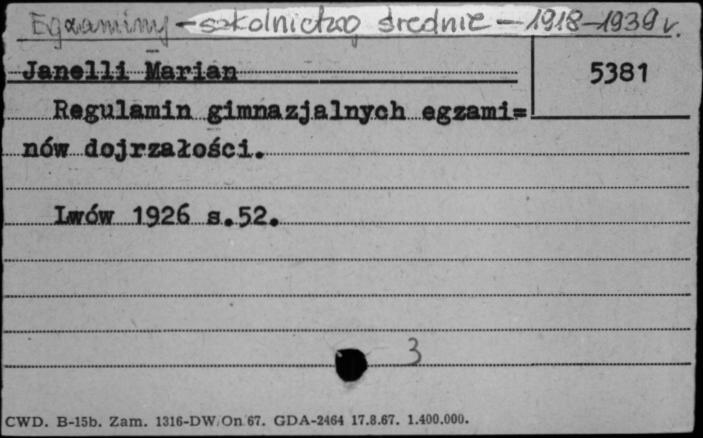 Egzaminy - szkolnictwo średnie - 1918-1939 r.
Janelli Marian
5381
Regulamin gimnazjalnych egzami=
nów dojrzałości.
Lwów 1926 s.52.
3
CWD. B-15b. Zam. 1316-DW/On 67. GDA-2464 17.8.67. 1.400.000.